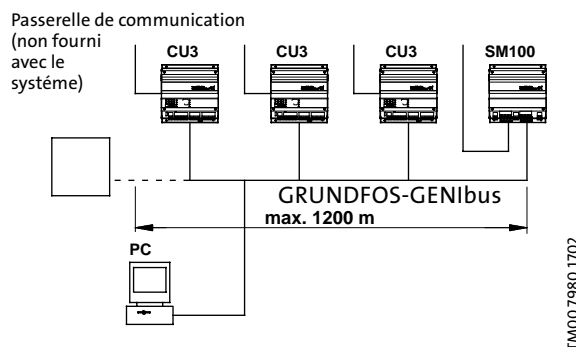 Passerelle de communication
(non fourni
avec le
systéme)
CU3
CU3
CU3
SM100
GRUNDFOS-GENIbus
max. 1200 m
PC
TM00 7980 1702